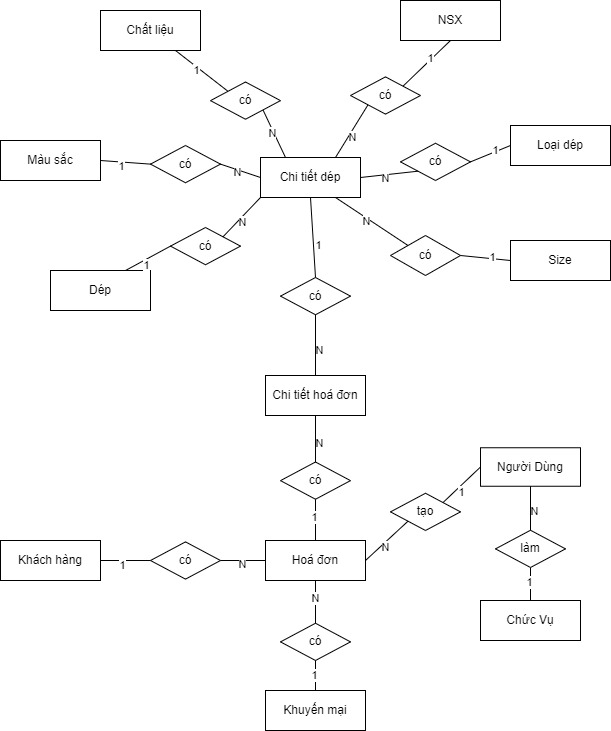 NSX
Chất liệu
1
1
có
có
N
N
Loại dép
Màu sắc
1
có
N
Chi tiết dép
N
có
1
N
N
1
có
1
Dép
có
1
Size
có
N
Chi tiết hoá đơn
N
Người Dùng
có
1
tạo
N
1
N
làm
Khách hàng
1
có
N
Hoá đơn
1
N
Chức Vụ
có
1
Khuyến mại